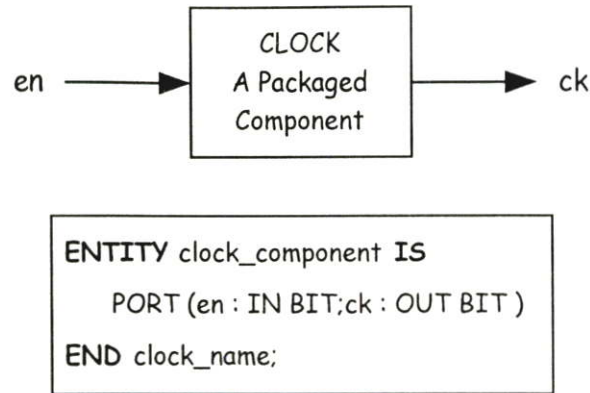 CLOCK
en A Packaged ck
Component
ENTITY clock_component IS
PORT (en : IN BIT;ck : OUT BIT )
END clock_name;